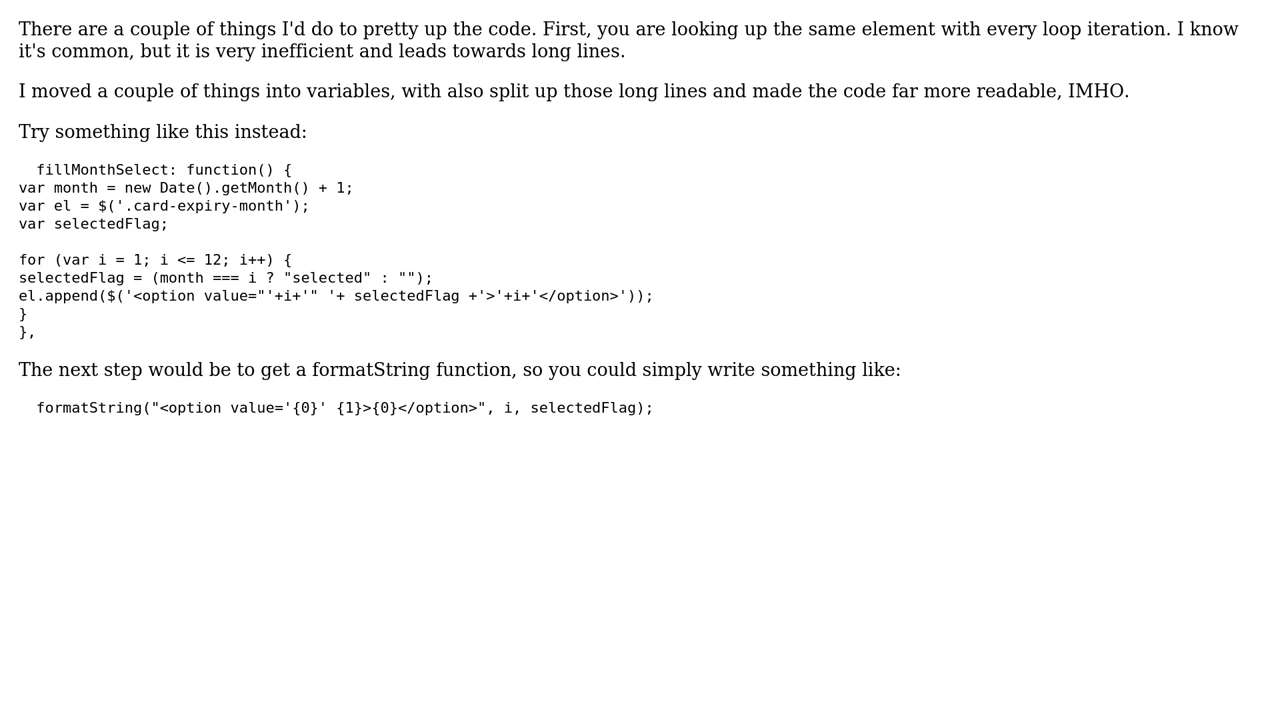 There are a couple of things I'd do to pretty up the code. First, you are looking up the same element with every loop iteration. I know
it's common, but it is very inefficient and leads towards long lines.
I moved a couple of things into variables, with also split up those long lines and made the code far more readable, IMHO.
Try something like this instead:
  fillMonthSelect: function() {
var month = new Date().getMonth() + 1;
var el = $('.card-expiry-month');
var selectedFlag;

for (var i = 1; i <= 12; i++) {
selectedFlag = (month === i ? "selected" : "");
el.append($('<option value="'+i+'" '+ selectedFlag +'>'+i+'</option>'));
}
},
The next step would be to get a formatString function, so you could simply write something like:
  formatString("<option value='{0}' {1}>{0}</option>", i, selectedFlag);